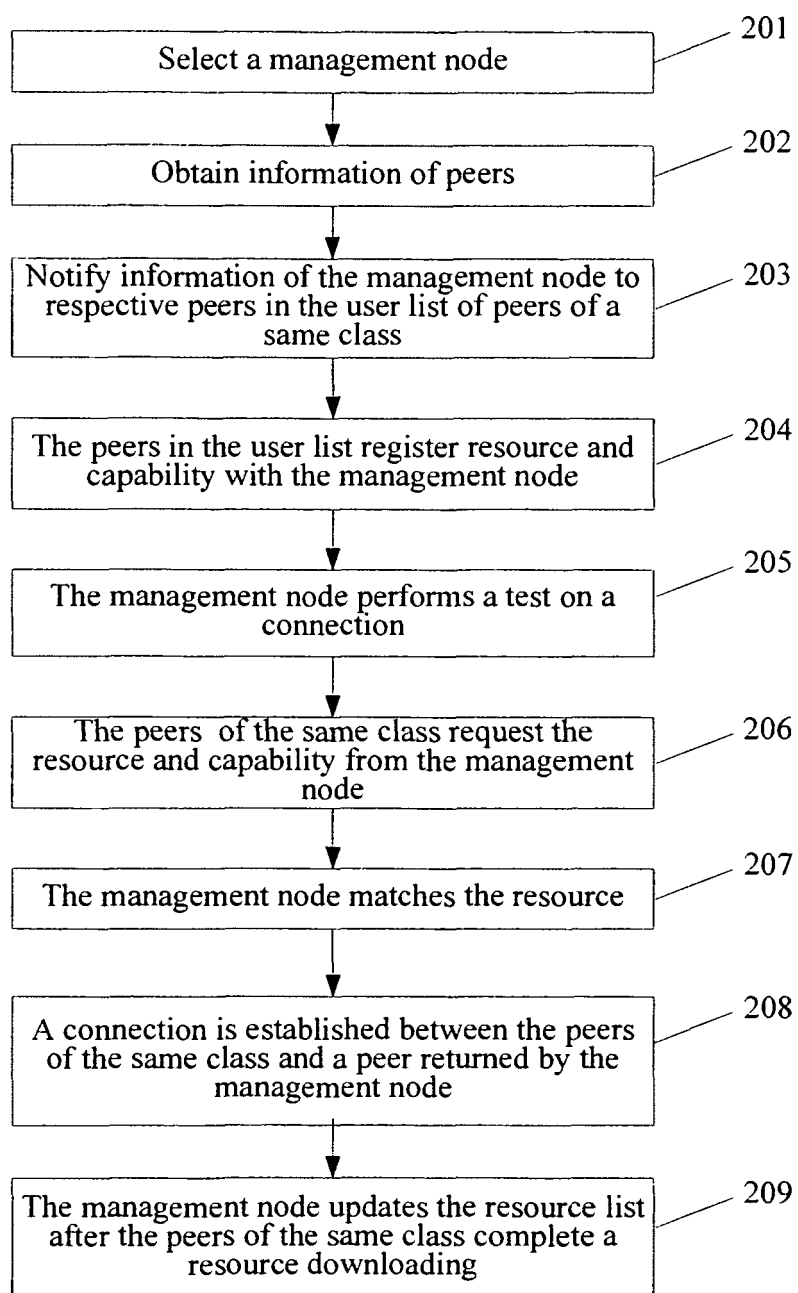 201
Select a management node
202
Obtain information of peers
203
Notify information of the management node to
respective peers in the user list of peers of a
same class
204
The peers in the user list register resource and
capability with the management node
205
The management node performs a test on a
connection
206
The peers of the same class request the
resource and capability from the management
node
207
The management node matches the resource
208
A connection is established between the peers
of the same class and a peer returned by the
management node
209
The management node updates the resource list
after the peers of the same class complete a
resource downloading